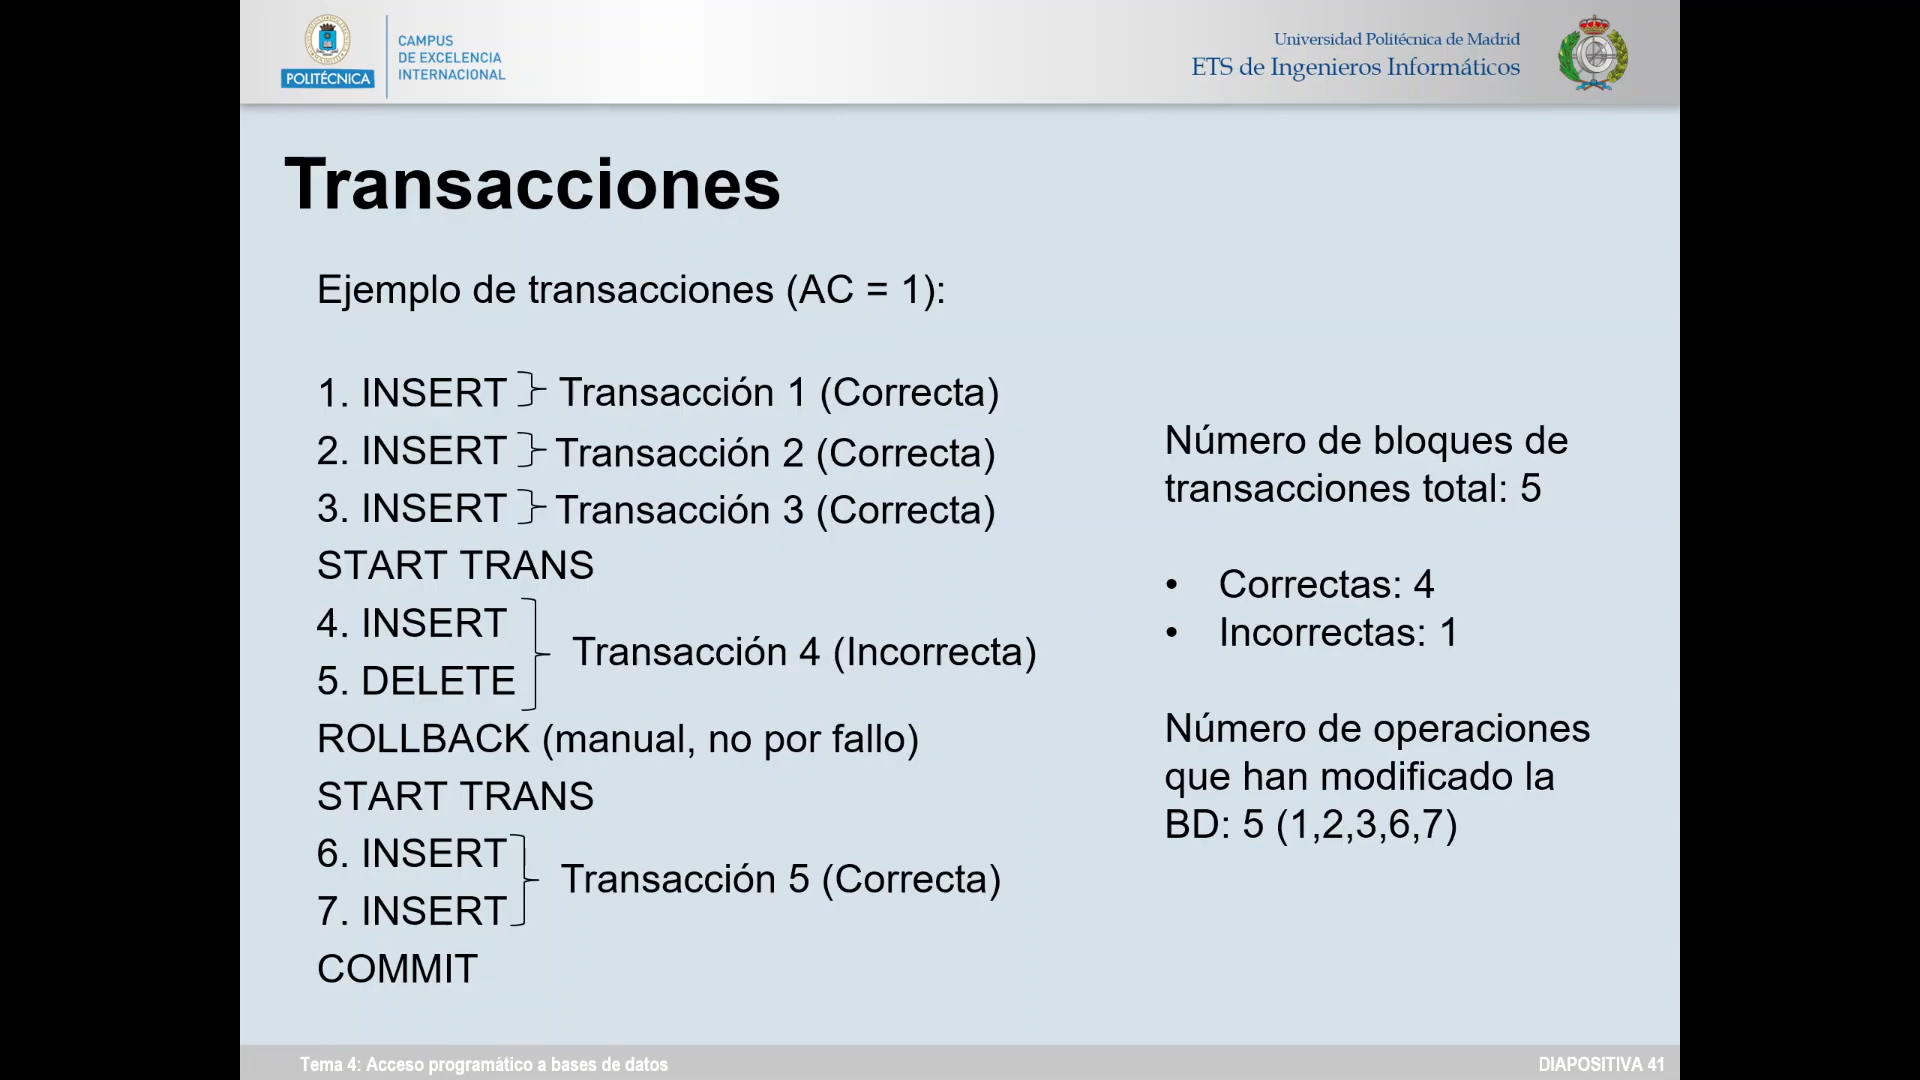 POLITÉCNICA
CAMPUS
DE EXCELENCIA
INTERNACIONAL
Universidad Politécnica de Madrid
ETS de Ingenieros Informáticos
Transacciones
Ejemplo de transacciones (AC = 1):
1. INSERT Transacción 1 (Correcta)
2. INSERT Transacción 2 (Correcta)
3. INSERT Transacción 3 (Correcta)
START TRANS
4. INSERT
5. DELETE
Transacción 4 (Incorrecta)
ROLLBACK (manual, no por fallo)
START TRANS
6. INSERT
7. INSERT
Transacción 5 (Correcta)
COMMIT
Número de bloques de
transacciones total: 5
• Correctas: 4
• Incorrectas: 1
Número de operaciones
que han modificado la
BD: 5 (1,2,3,6,7)
Tema 4: Acceso programático a bases de datos
DIAPOSITIVA 41